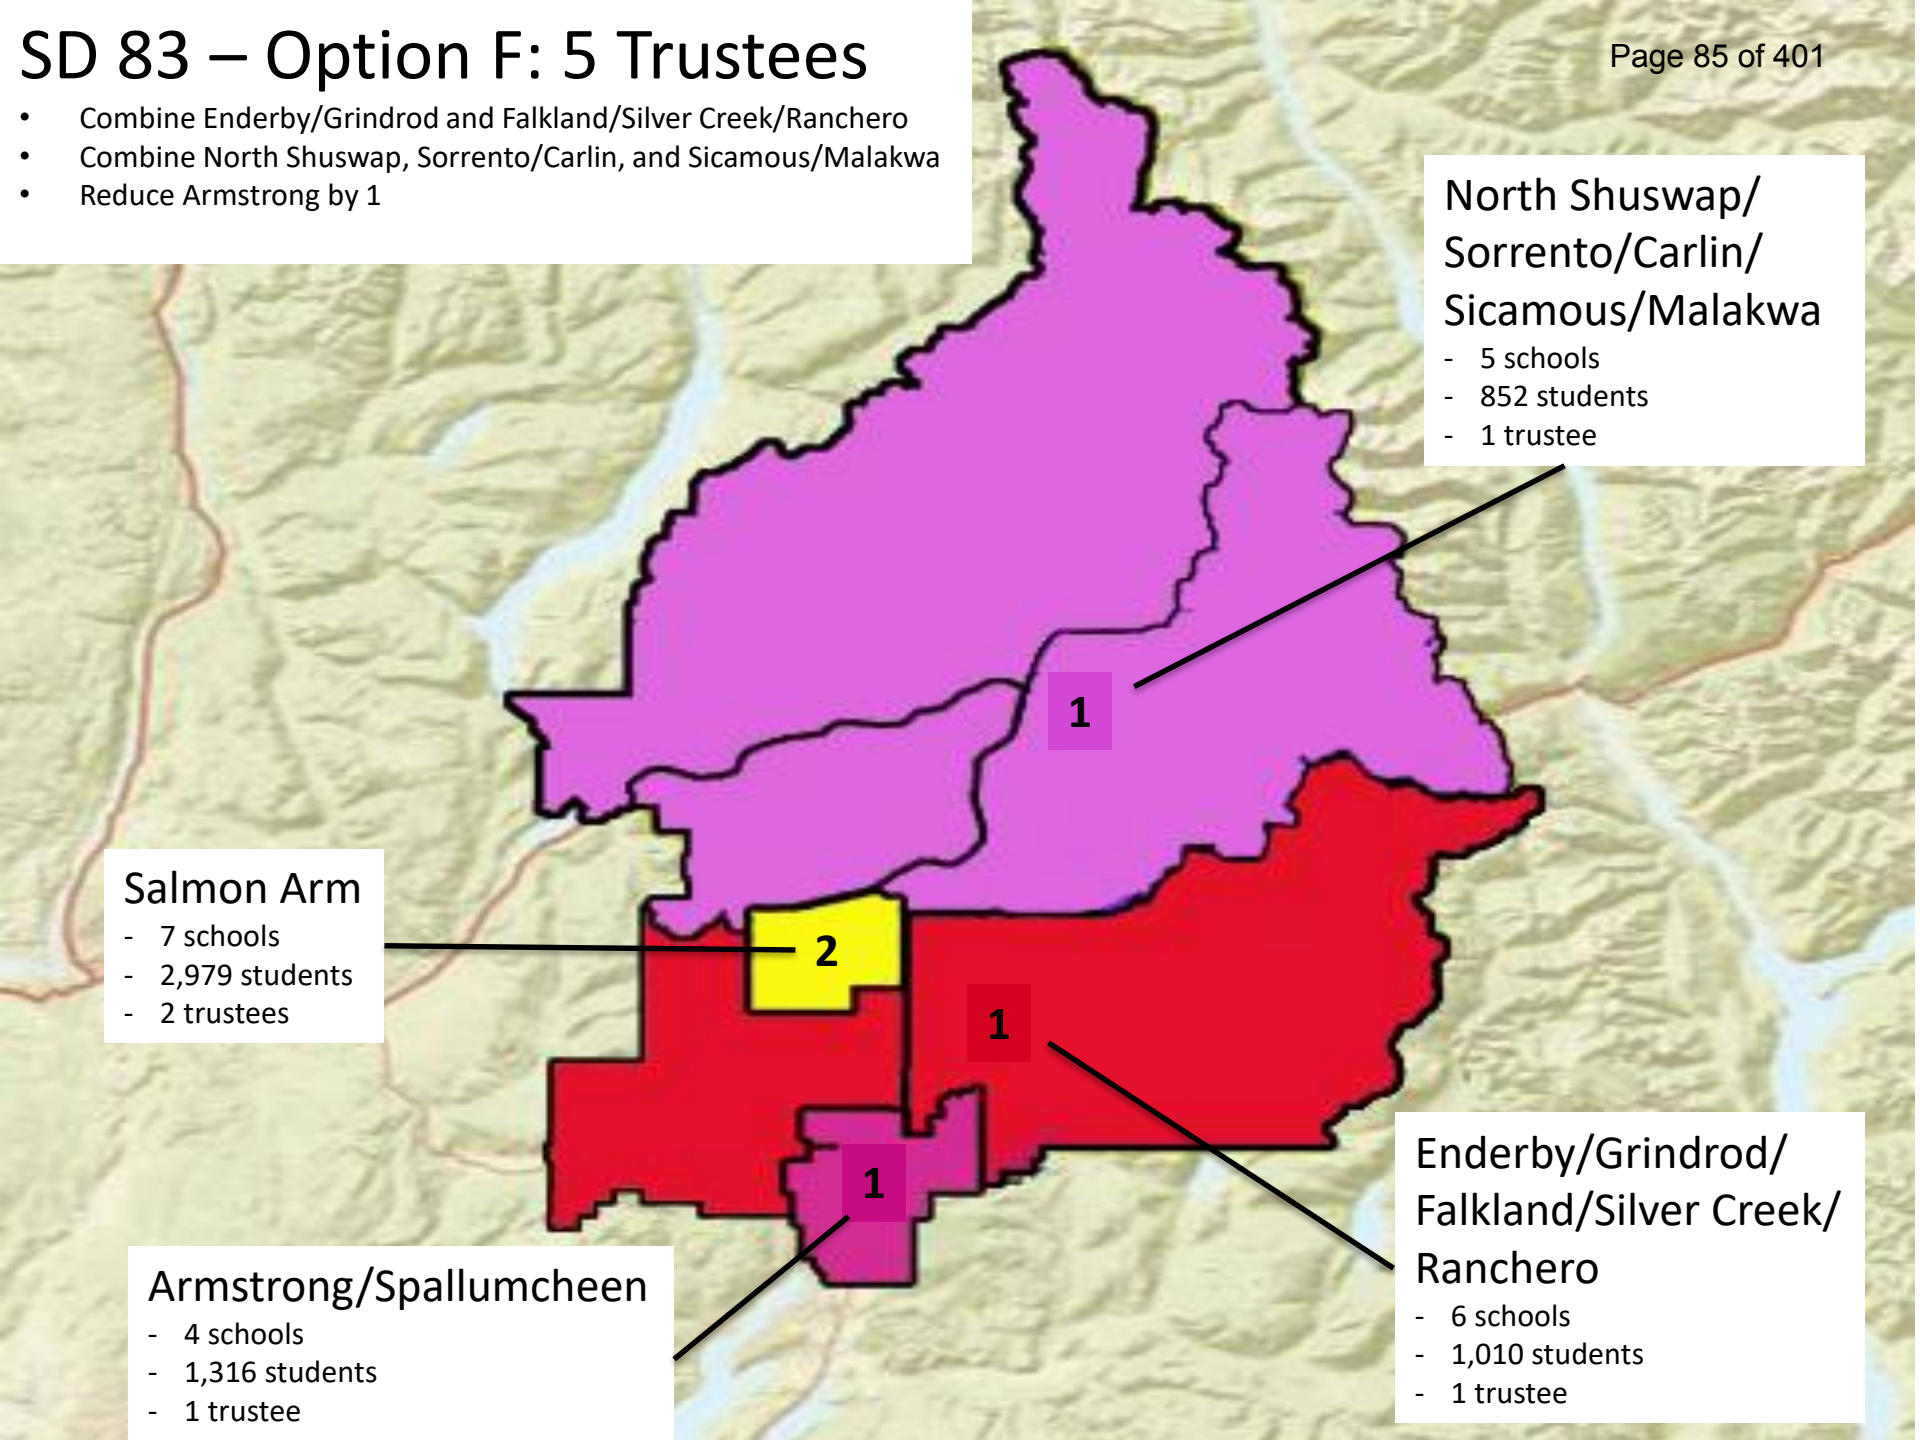 SD 83 – Option F: 5 Trustees
• Combine Enderby/Grindrod and Falkland/Silver Creek/Ranchero
• Combine North Shuswap, Sorrento/Carlin, and Sicamous/Malakwa
• Reduce Armstrong by 1
Page 85 of 401
North Shuswap/
Sorrento/Carlin/
Sicamous/Malakwa
- 5 schools
- 852 students
- 1 trustee
1
Salmon Arm
- 7 schools
- 2,979 students
- 2 trustees
2
1
1
Enderby/Grindrod/
Falkland/Silver Creek/
Ranchero
- 6 schools
- 1,010 students
- 1 trustee
Armstrong/Spallumcheen
- 4 schools
- 1,316 students
- 1 trustee